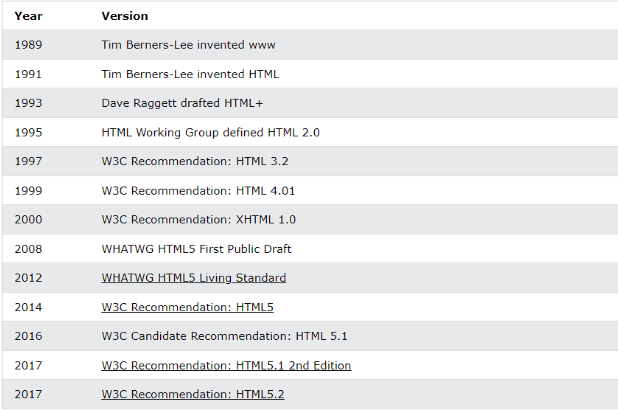 Year Version
1989 Tim Berners-Lee invented www
1991 Tim Berners-Lee invented HTML
1993 Dave Raggett drafted HTML+
1995 HTML Working Group defined HTML 2.0
1997 W3C Recommendation: HTML 3.2
1999 W3C Recommendation: HTML 4.01
2000 W3C Recommendation: XHTML 1.0
2008 WHATWG HTML5 First Public Draft
2012 WHATWG HTML5 Living Standard
2014 W3C Recommendation: HTML5
2016 W3C Candidate Recommendation: HTML 5.1
2017 W3C Recommendation: HTML5.1 2nd Edition
2017 W3C Recommendation: HTML5.2